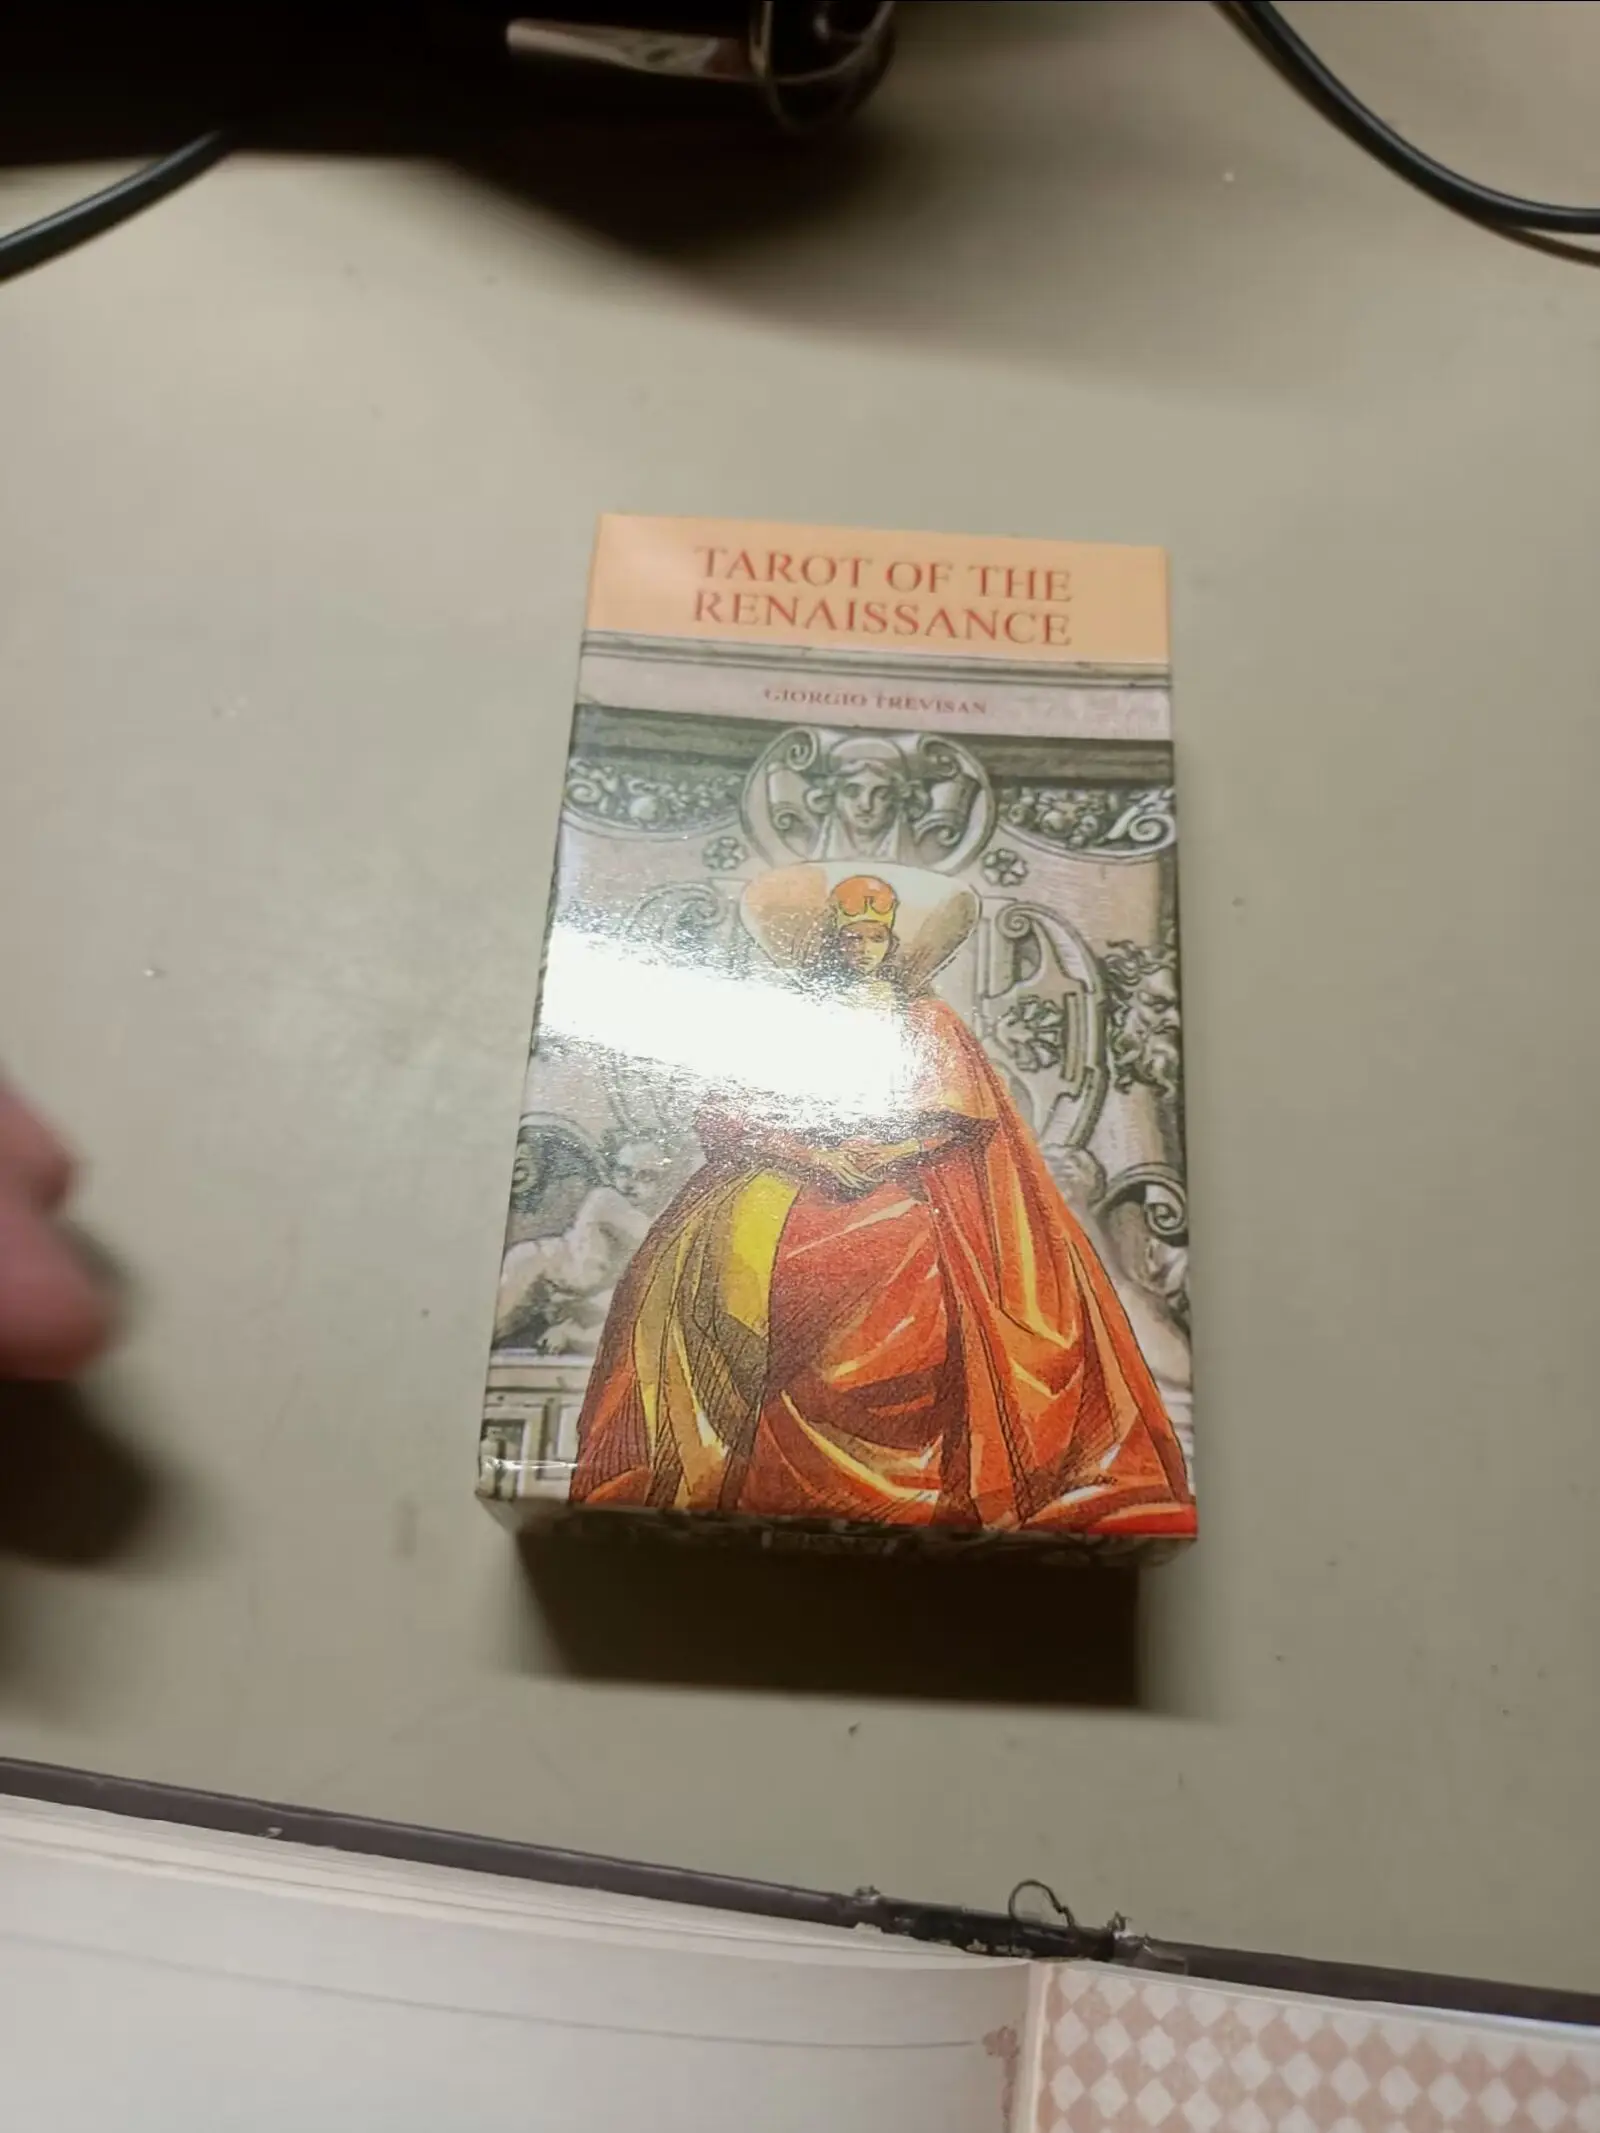 TAROT OF THE
RENAISSANCE
GIORGIO TREVISAN